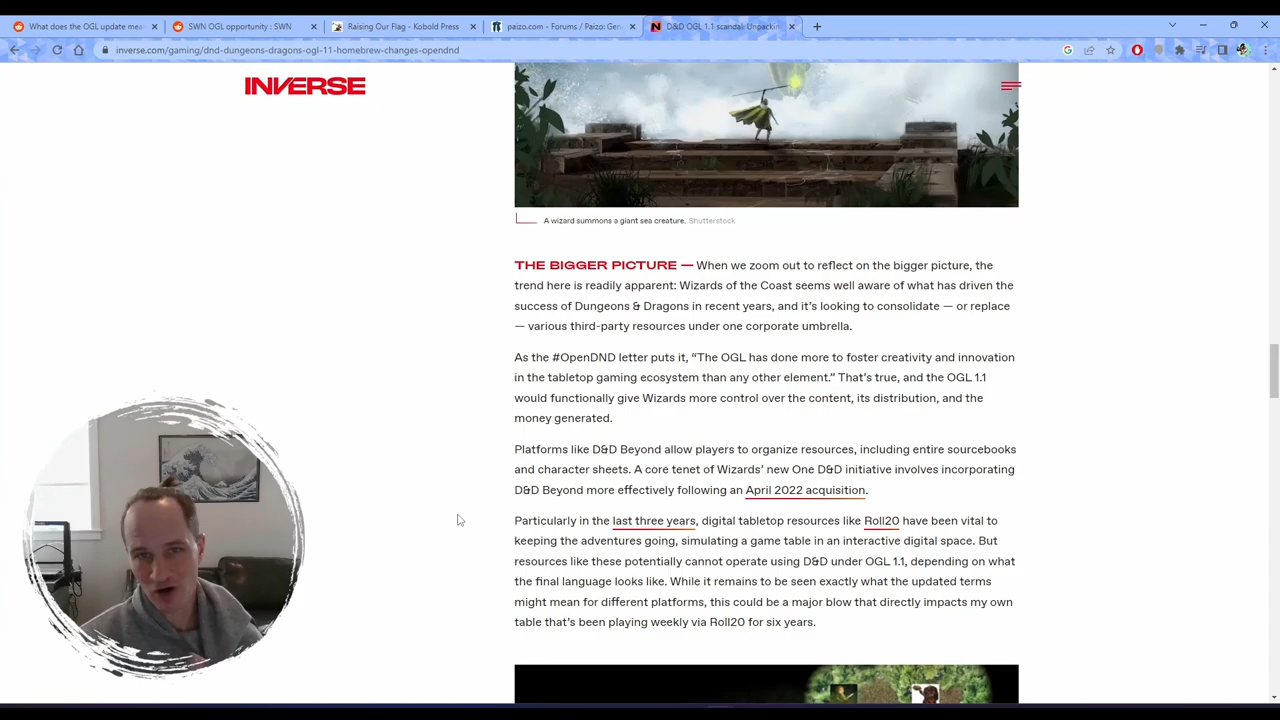 What does the OGL update mea
SWN OGL opportunity : SWN
Raising Our Flag - Kobold Press
paizo.com - Forums / Paizo: Gen
D&D OGL 1.1 scandal: Unpackin
inverse.com/gaming/dnd-dungeons-dragons-ogl-11-homebrew-changes-opendnd
INVERSE
A wizard summons a giant sea creature. Shutterstock
THE BIGGER PICTURE — When we zoom out to reflect on the bigger picture, the
trend here is readily apparent: Wizards of the Coast seems well aware of what has driven the
success of Dungeons & Dragons in recent years, and it's looking to consolidate — or replace
— various third-party resources under one corporate umbrella.
As the #OpenDND letter puts it, “The OGL has done more to foster creativity and innovation
in the tabletop gaming ecosystem than any other element.” That's true, and the OGL 1.1
would functionally give Wizards more control over the content, its distribution, and the
money generated.
Platforms like D&D Beyond allow players to organize resources, including entire sourcebooks
and character sheets. A core tenet of Wizards' new One D&D initiative involves incorporating
D&D Beyond more effectively following an April 2022 acquisition.
Particularly in the last three years, digital tabletop resources like Roll20 have been vital to
keeping the adventures going, simulating a game table in an interactive digital space. But
resources like these potentially cannot operate using D&D under OGL 1.1, depending on what
the final language looks like. While it remains to be seen exactly what the updated terms
might mean for different platforms, this could be a major blow that directly impacts my own
table that's been playing weekly via Roll20 for six years.